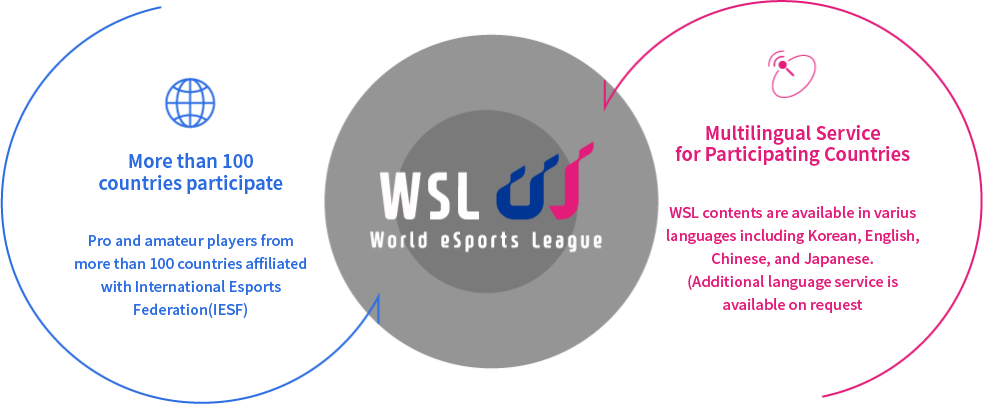 More than 100
countries participate
Pro and amateur players from
more than 100 countries affiliated
with International Esports
Federation(IESF)
WSL
World eSports League
Multilingual Service
for Participating Countries
WSL contents are available in varius
languages including Korean, English,
Chinese, and Japanese.
(Additional language service is
available on request